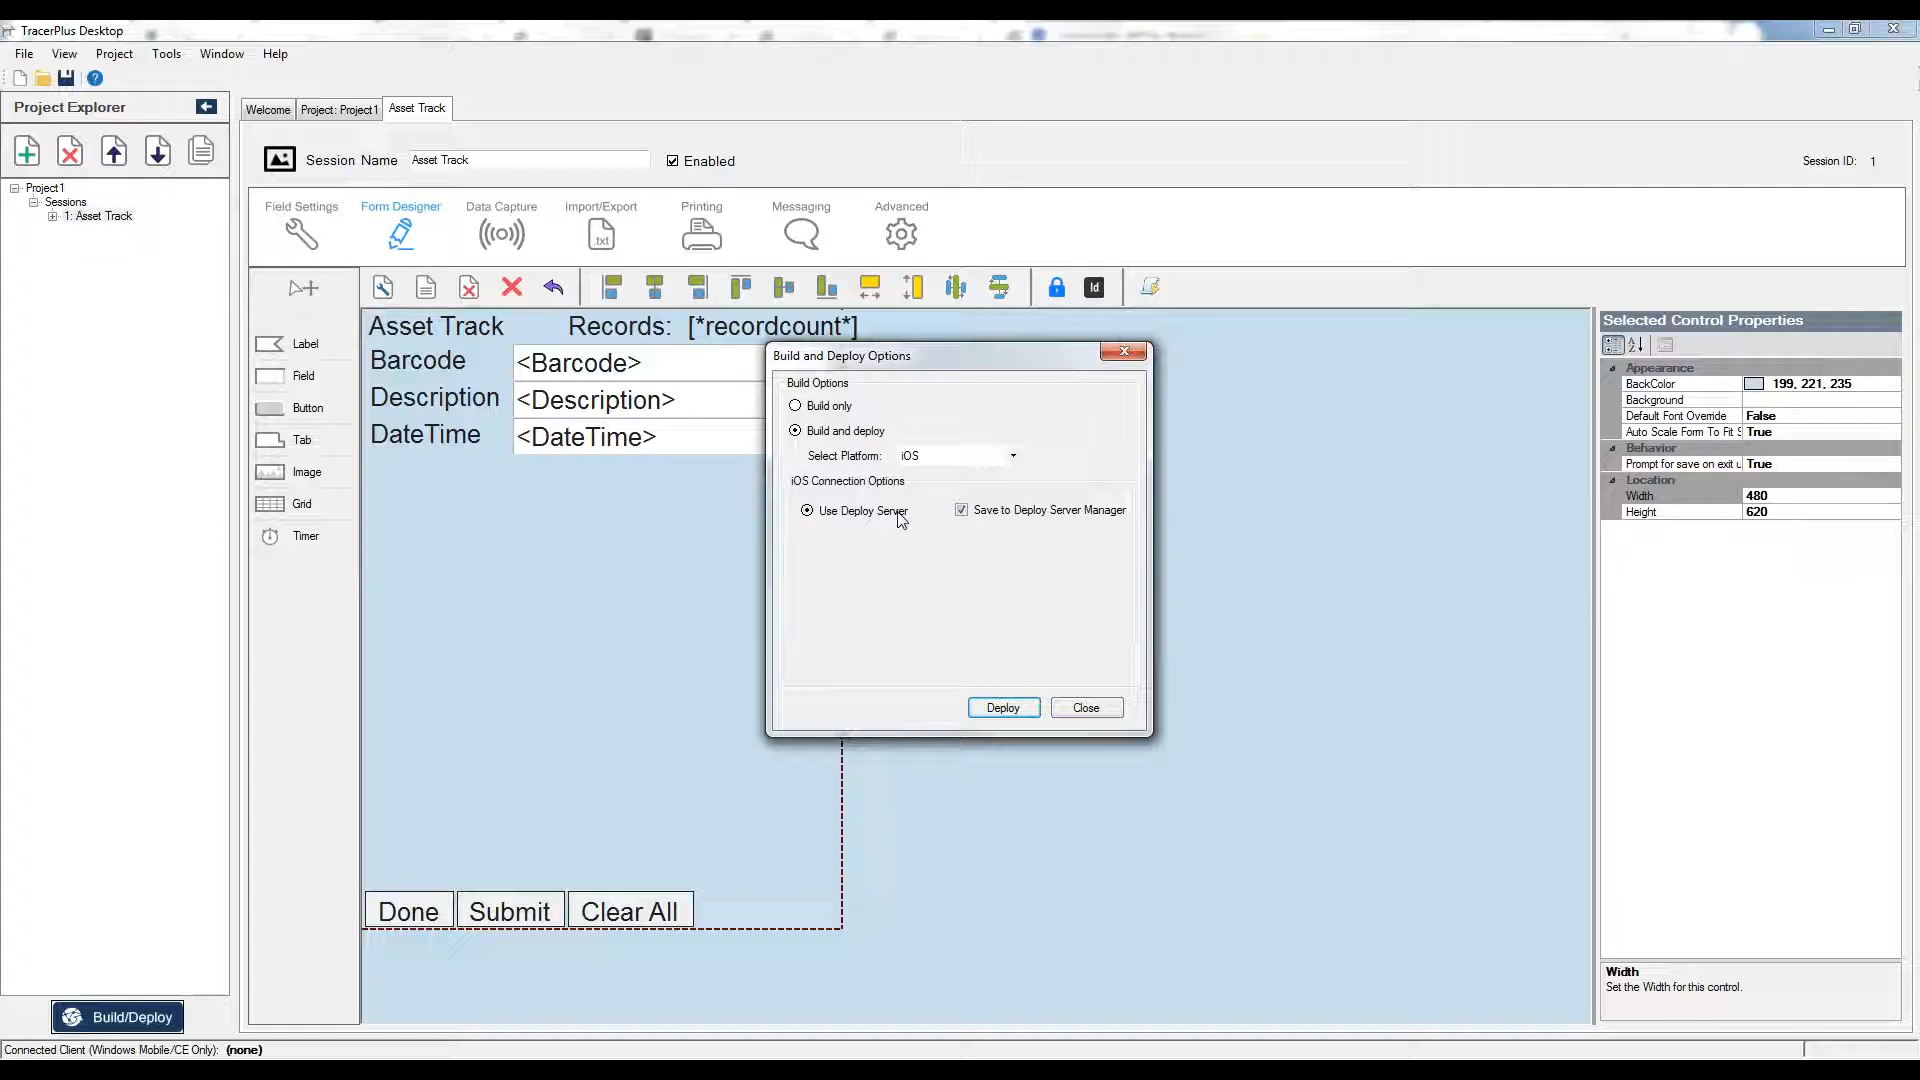 TracerPlus Desktop
File View Project Tools Window Help
Project Explorer
Project1
Sessions
1: Asset Track
Build/Deploy
Welcome Project: Project1 Asset Track
Session Name Asset Track Enabled Session ID: 1
Field Settings Form Designer Data Capture Import/Export Printing Messaging Advanced
.txt
Id
Label
Field
Button
Tab
Image
Grid
Timer
Asset Track Records: [*recordcount*]
Barcode <Barcode>
Description <Description>
DateTime <DateTime>
Done Submit Clear All
Build and Deploy Options
Build Options
Build only
Build and deploy
Select Platform: iOS
iOS Connection Options
Use Deploy Server Save to Deploy Server Manager
Deploy Close
Selected Control Properties
Appearance
BackColor 199, 221, 235
Background
Default Font Override False
Auto Scale Form To Fit S True
Behavior
Prompt for save on exit u True
Location
Width 480
Height 620
Width
Set the Width for this control.
Connected Client (Windows Mobile/CE Only): (none)